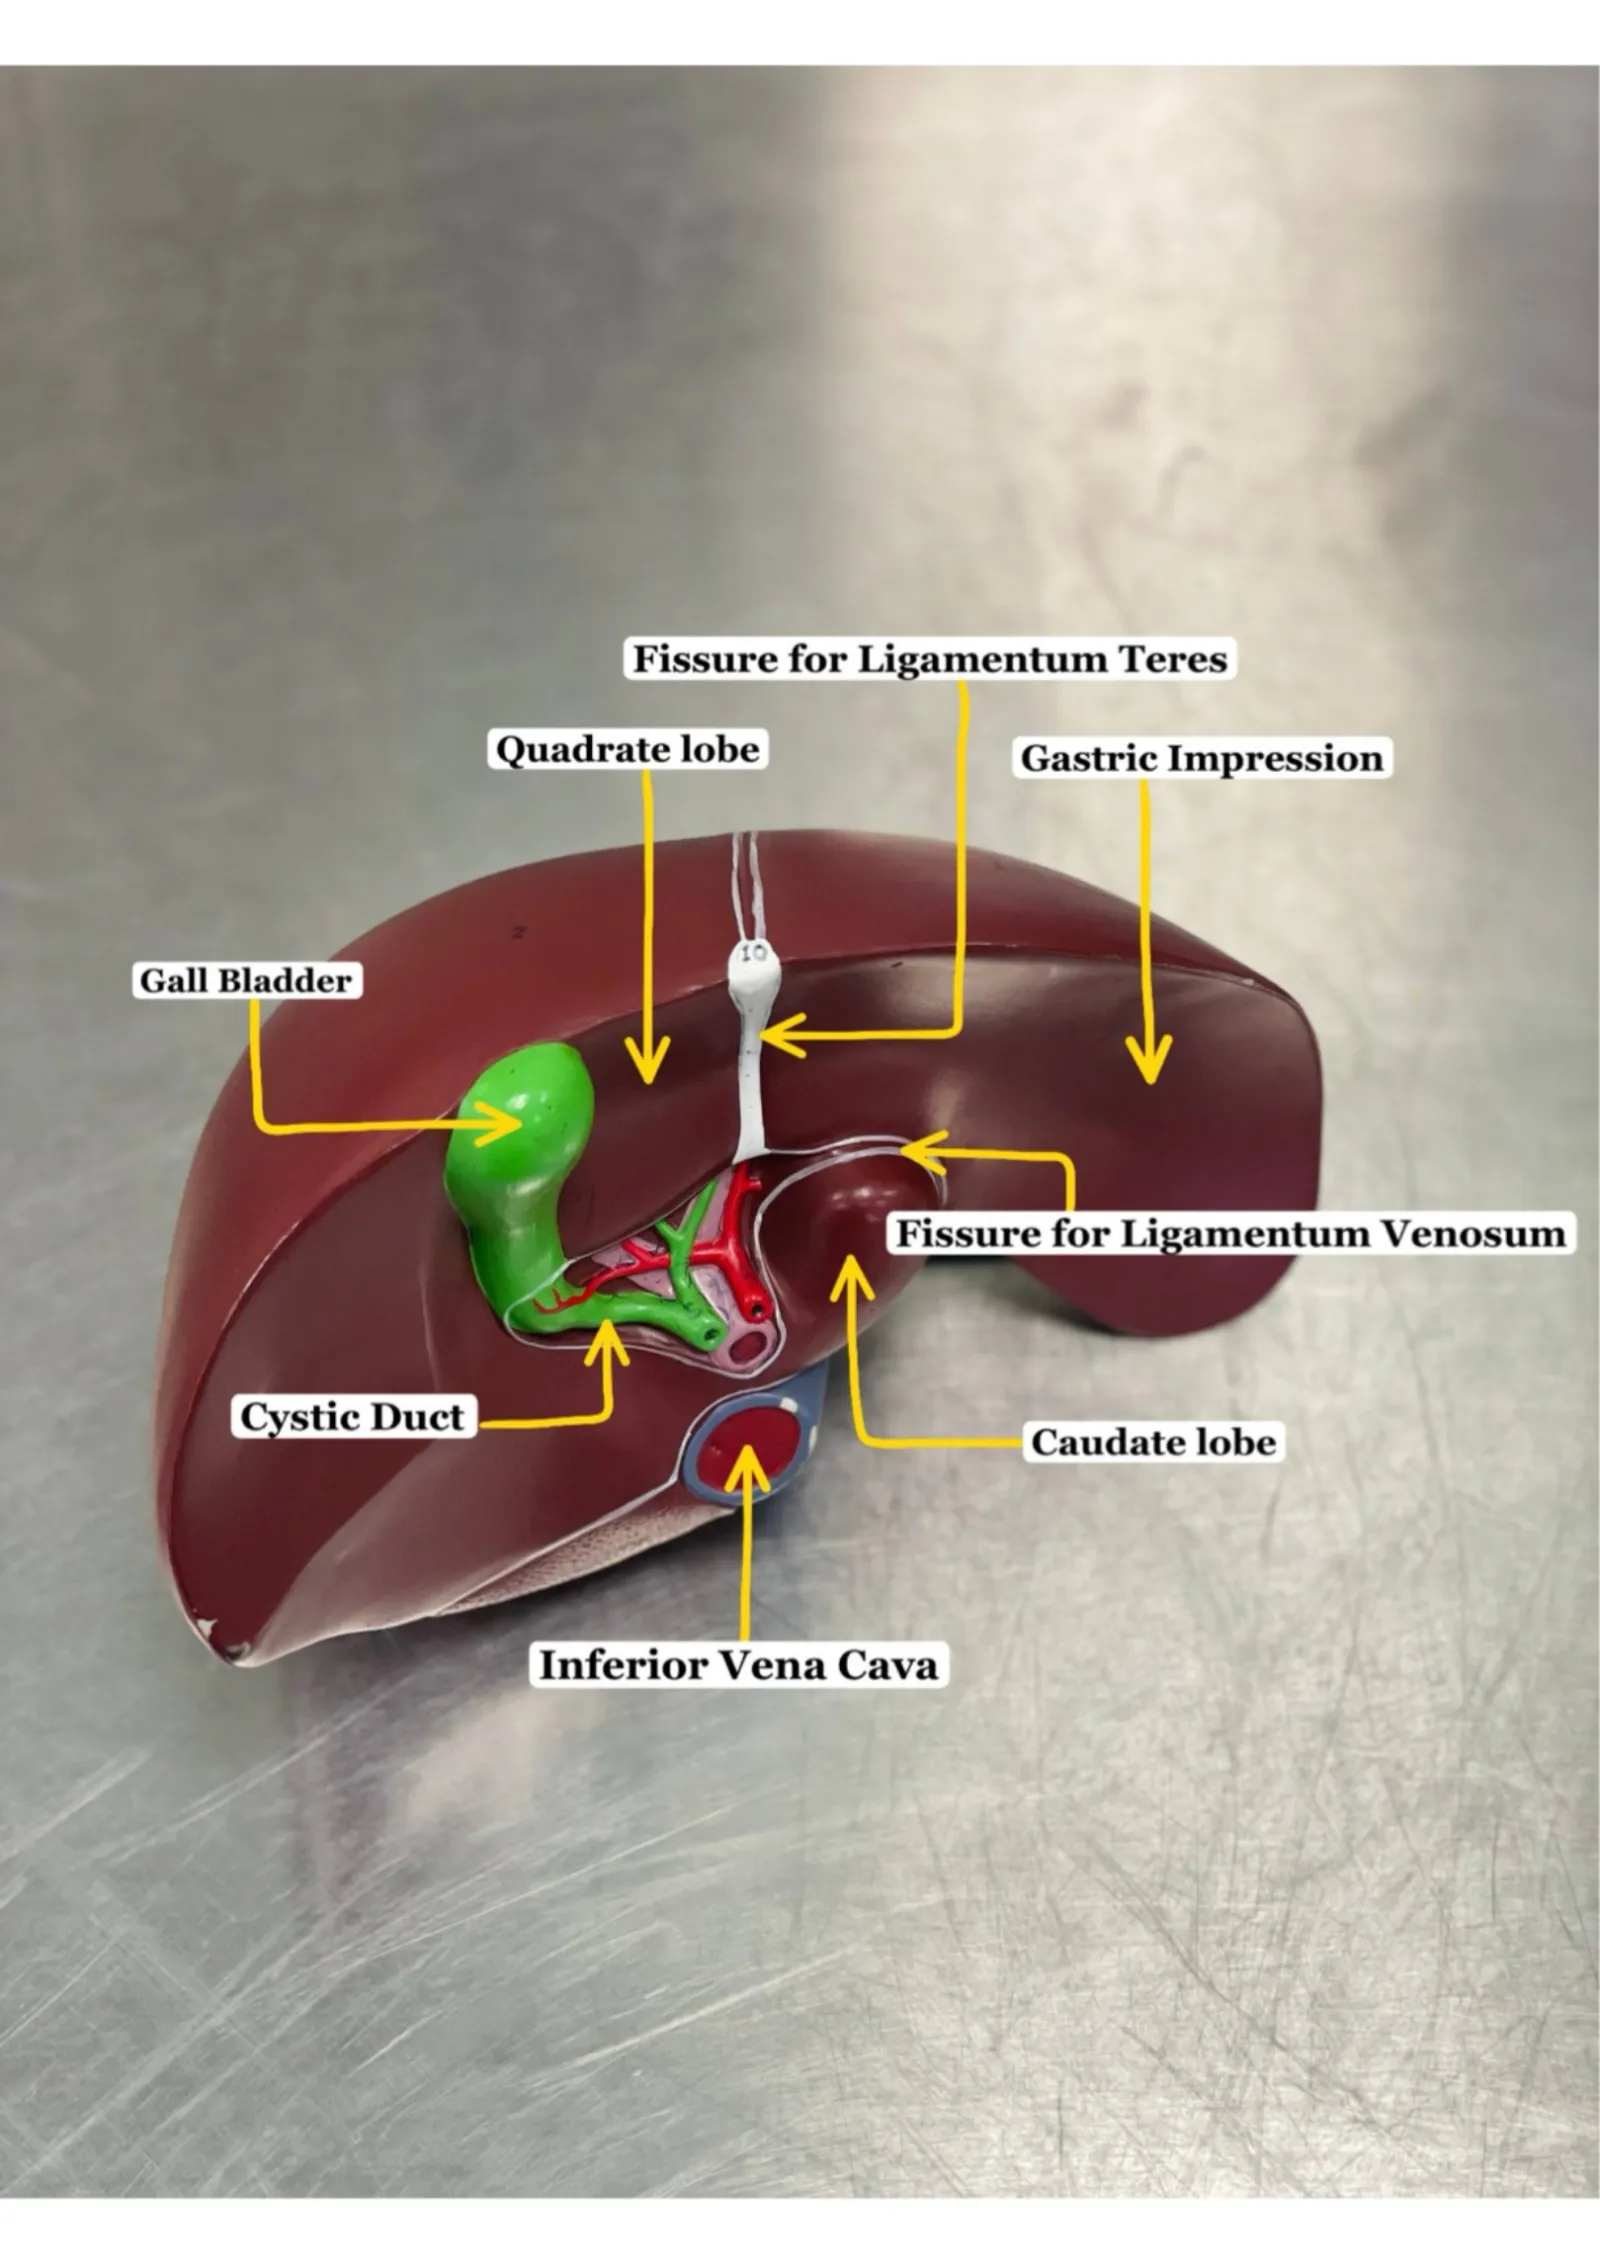 Fissure for Ligamentum Teres
Quadrate lobe
Gastric Impression
10
Gall Bladder
Fissure for Ligamentum Venosum
Cystic Duct
Caudate lobe
Inferior Vena Cava